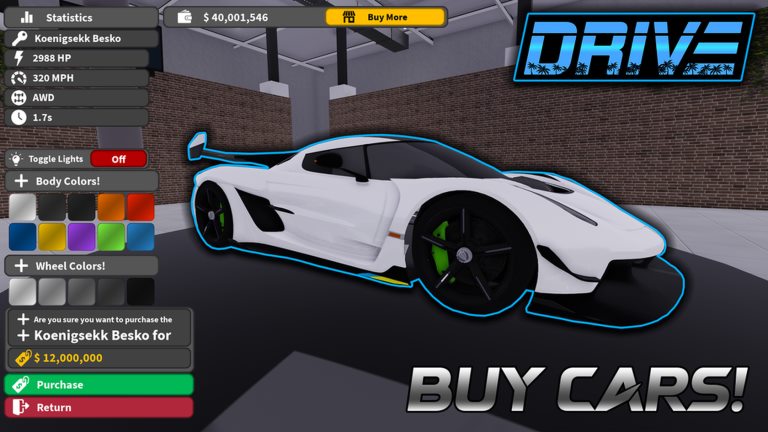 Statistics
$ 40,001,546
Buy More
DRIVE
Koenigsekk Besko
2988 HP
320 MPH
AWD
1.7s
Toggle Lights
Off
Body Colors!
Wheel Colors!
Are you sure you want to purchase the
Koenigsekk Besko for
$ 12,000,000
Purchase
Return
BUY CARS!